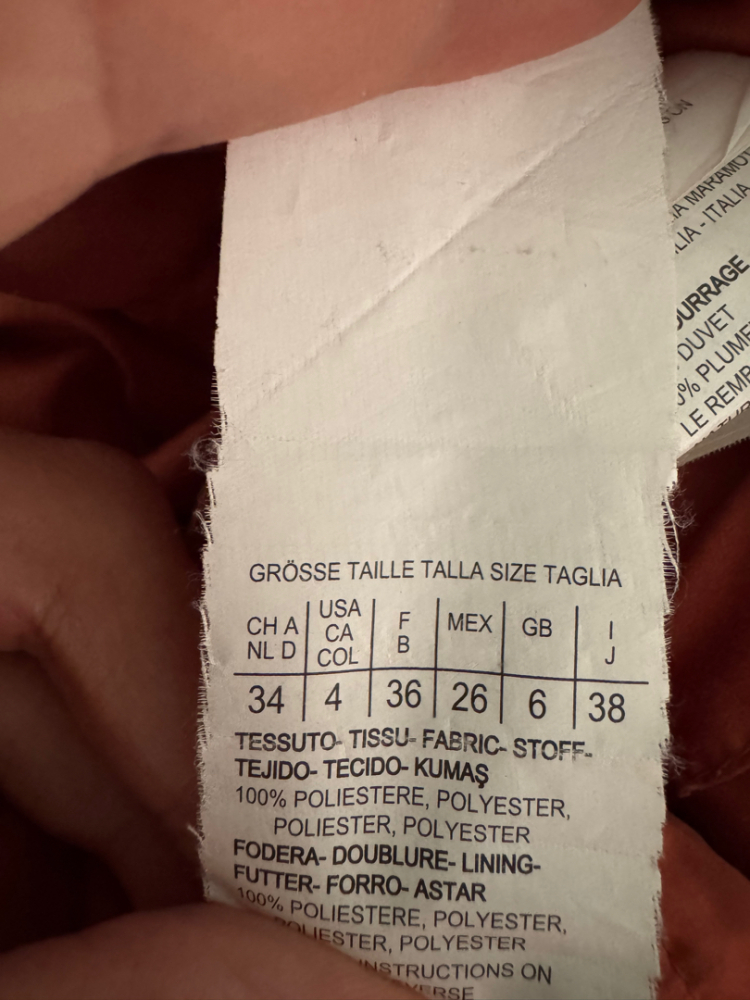 GRÖSSE TAILLE TALLA SIZE TAGLIA
CH A NL D | USA CA COL | F B | MEX | GB | I J
34 | 4 | 36 | 26 | 6 | 38
TESSUTO- TISSU- FABRIC- STOFF-
TEJIDO- TECIDO- KUMAŞ
100% POLIESTERE, POLYESTER,
POLIESTER, POLYESTER
FODERA- DOUBLURE- LINING-
FUTTER- FORRO- ASTAR
100% POLIESTERE, POLYESTER,
POLIESTER, POLYESTER
INSTRUCTIONS ON
MARAMOT
ITALIA
DUVET
LE